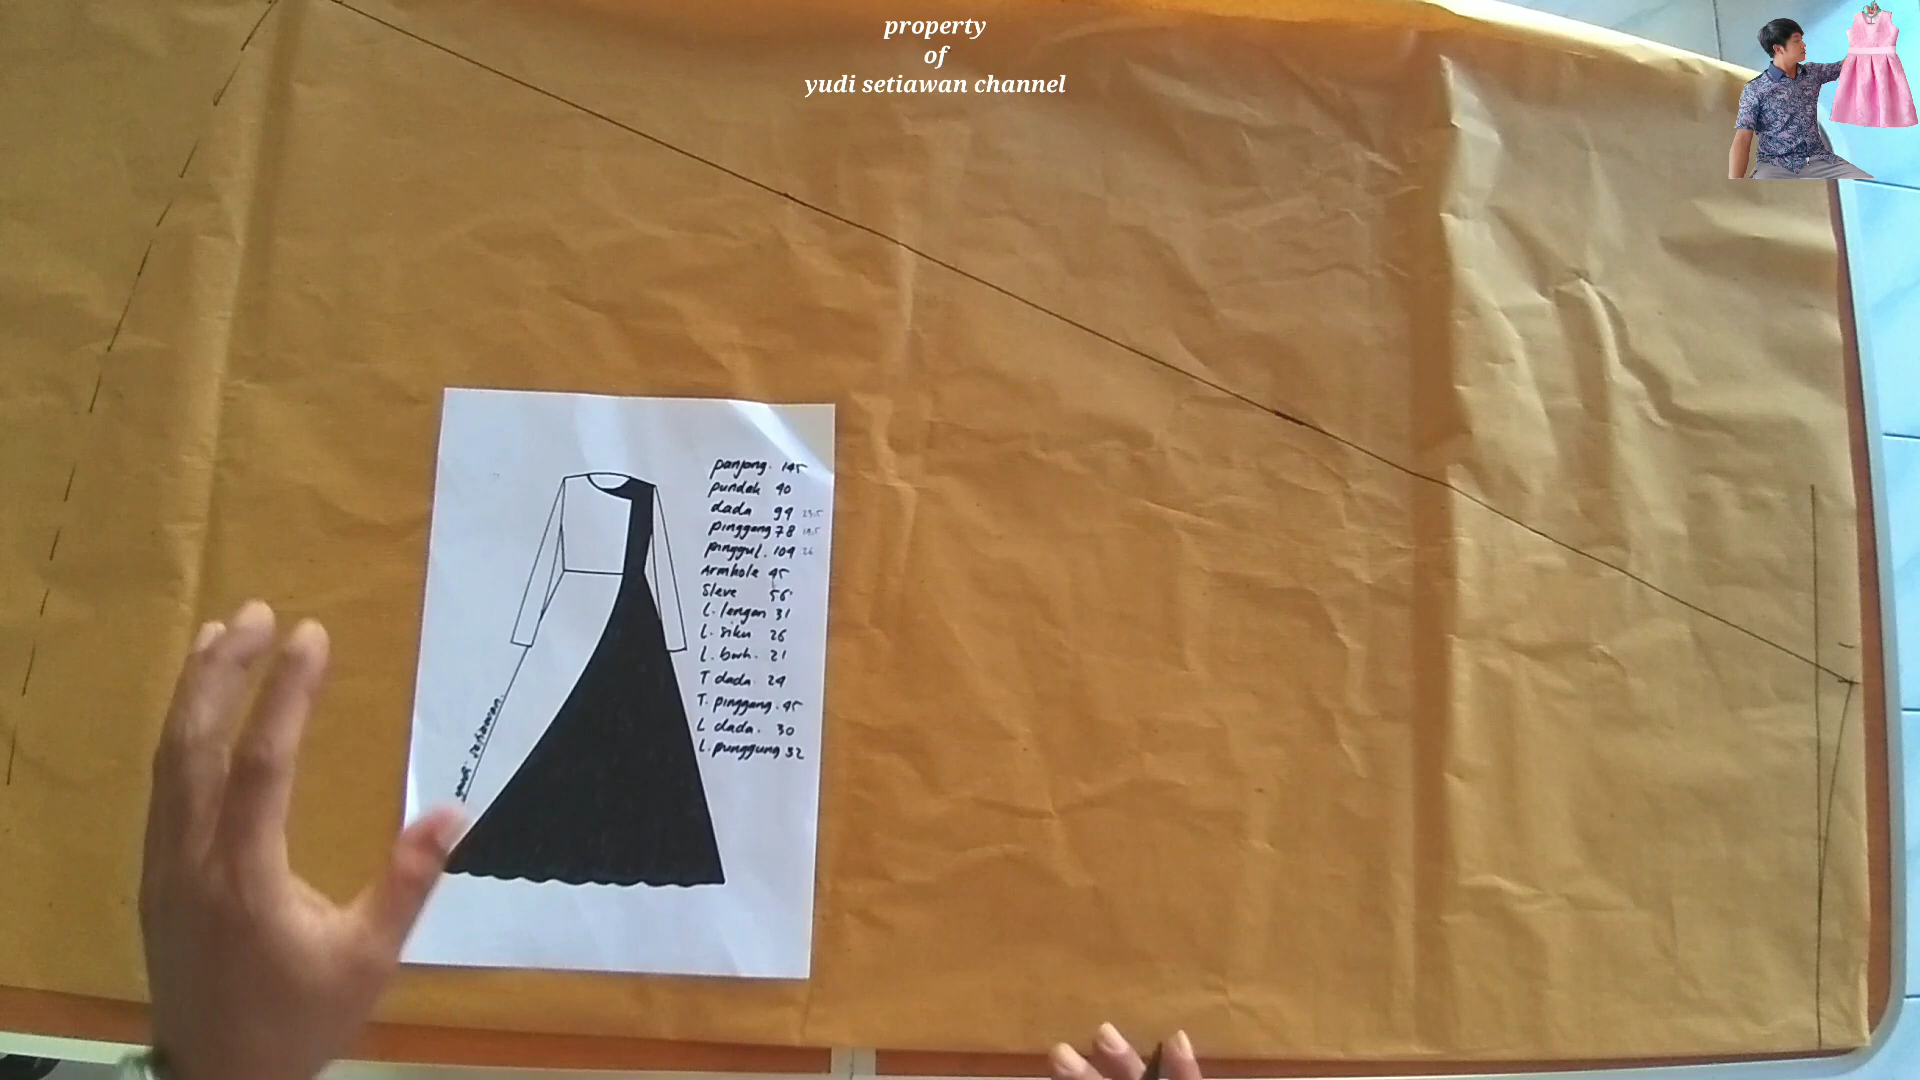 property
of
yudi setiawan channel
panjang. 145
pundak 40
dada 94 23.5
pinggang 78 19.5
pinggul. 104 26
Armhole 45
Sleve 56
L. lengan 31
L. siku 26
L. bwh. 21
T dada 24
T. pinggang. 45
L dada. 30
L. punggung 32
yudi setiawan.